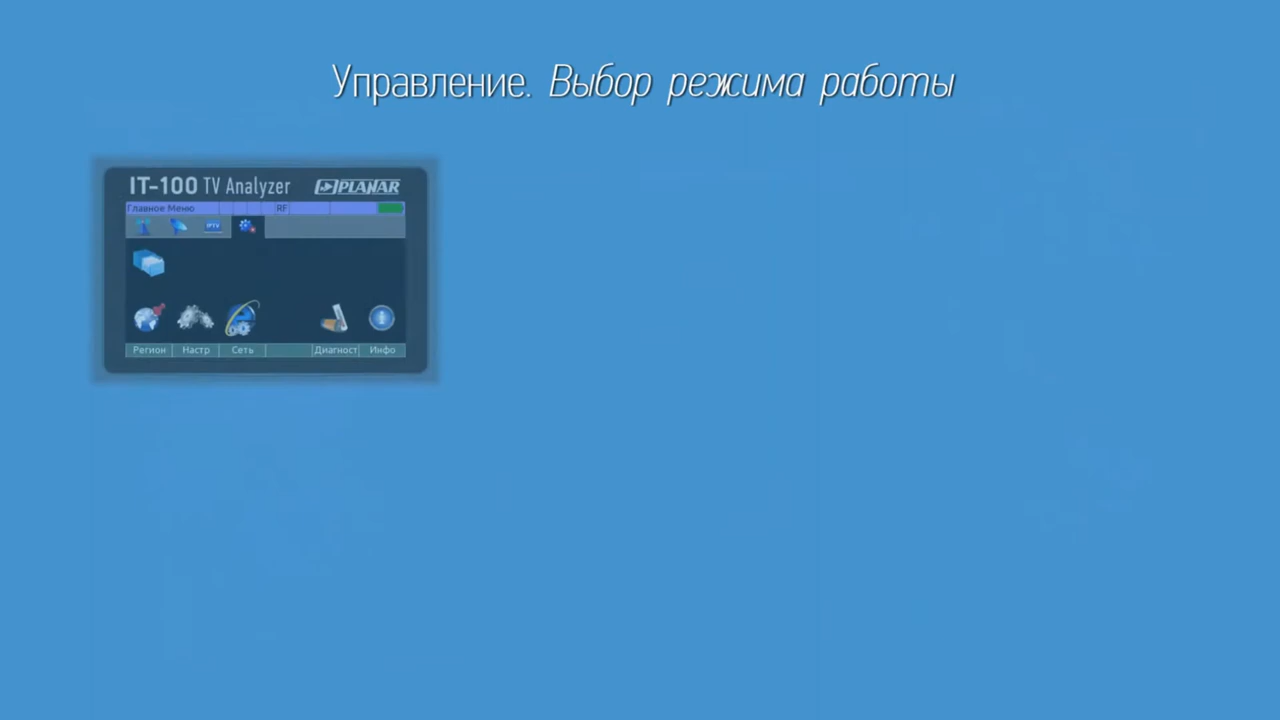 Управление. Выбор режима работы
IT-100 TV Analyzer PLANAR
Главное Меню RF
IPTV
Регион Настр Сеть Диагност Инфо